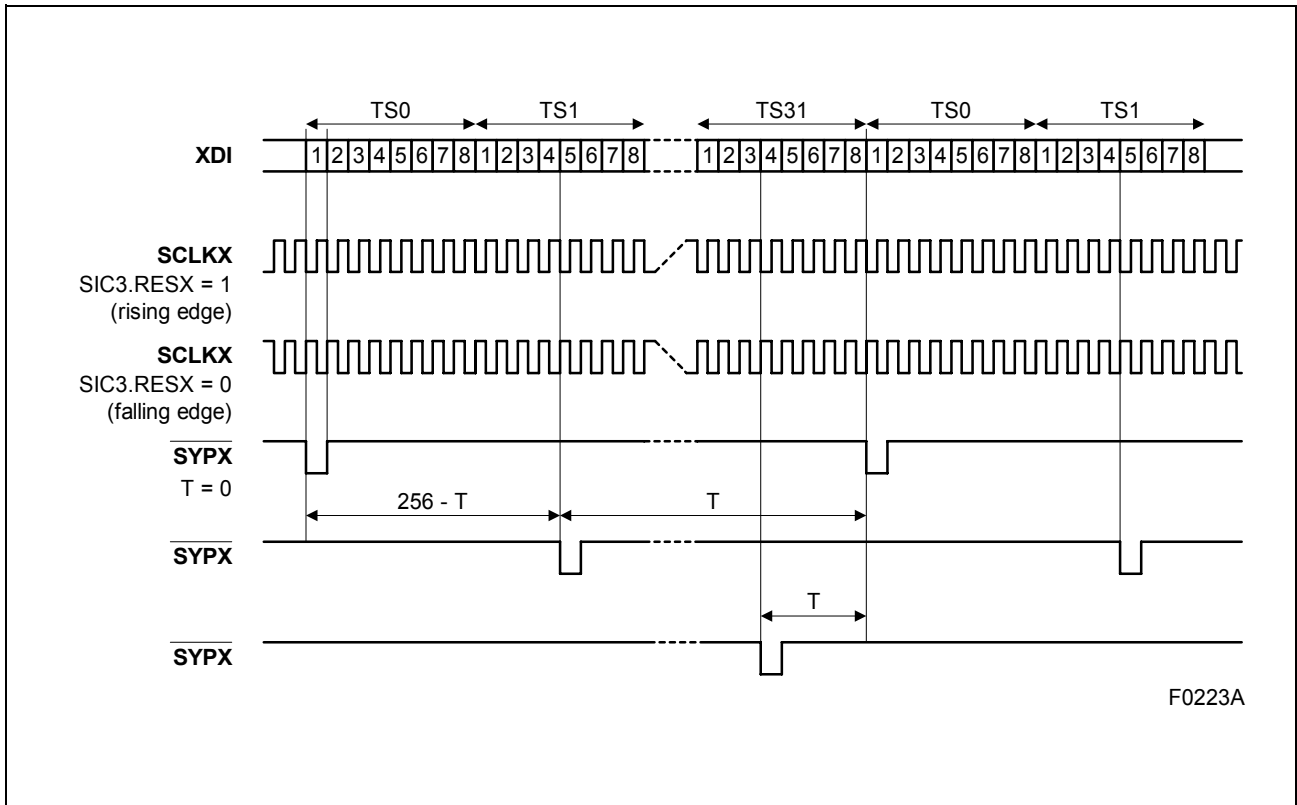 TS0 TS1 TS31 TS0 TS1
XDI 1 2 3 4 5 6 7 8 1 2 3 4 5 6 7 8 1 2 3 4 5 6 7 8 1 2 3 4 5 6 7 8 1 2 3 4 5 6 7 8
SCLKX
SIC3.RESX = 1
(rising edge)
SCLKX
SIC3.RESX = 0
(falling edge)
SYPX
T = 0
256 - T T
SYPX
T
SYPX
F0223A